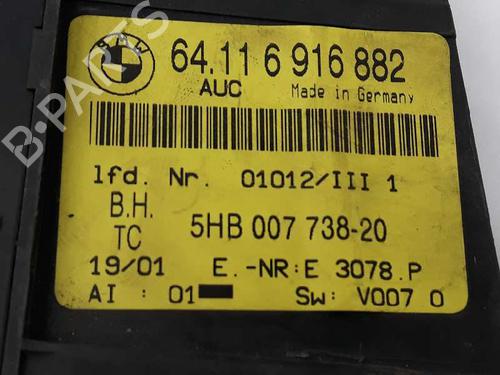 BMW
64.11 6 916 882
AUC Made in Germany
lfd. Nr. 01012/III 1
B.H.
TC 5HB 007 738-20
19/01 E.-NR:E 3078.P
AI : 01 Sw: V007 0
B-PARTS